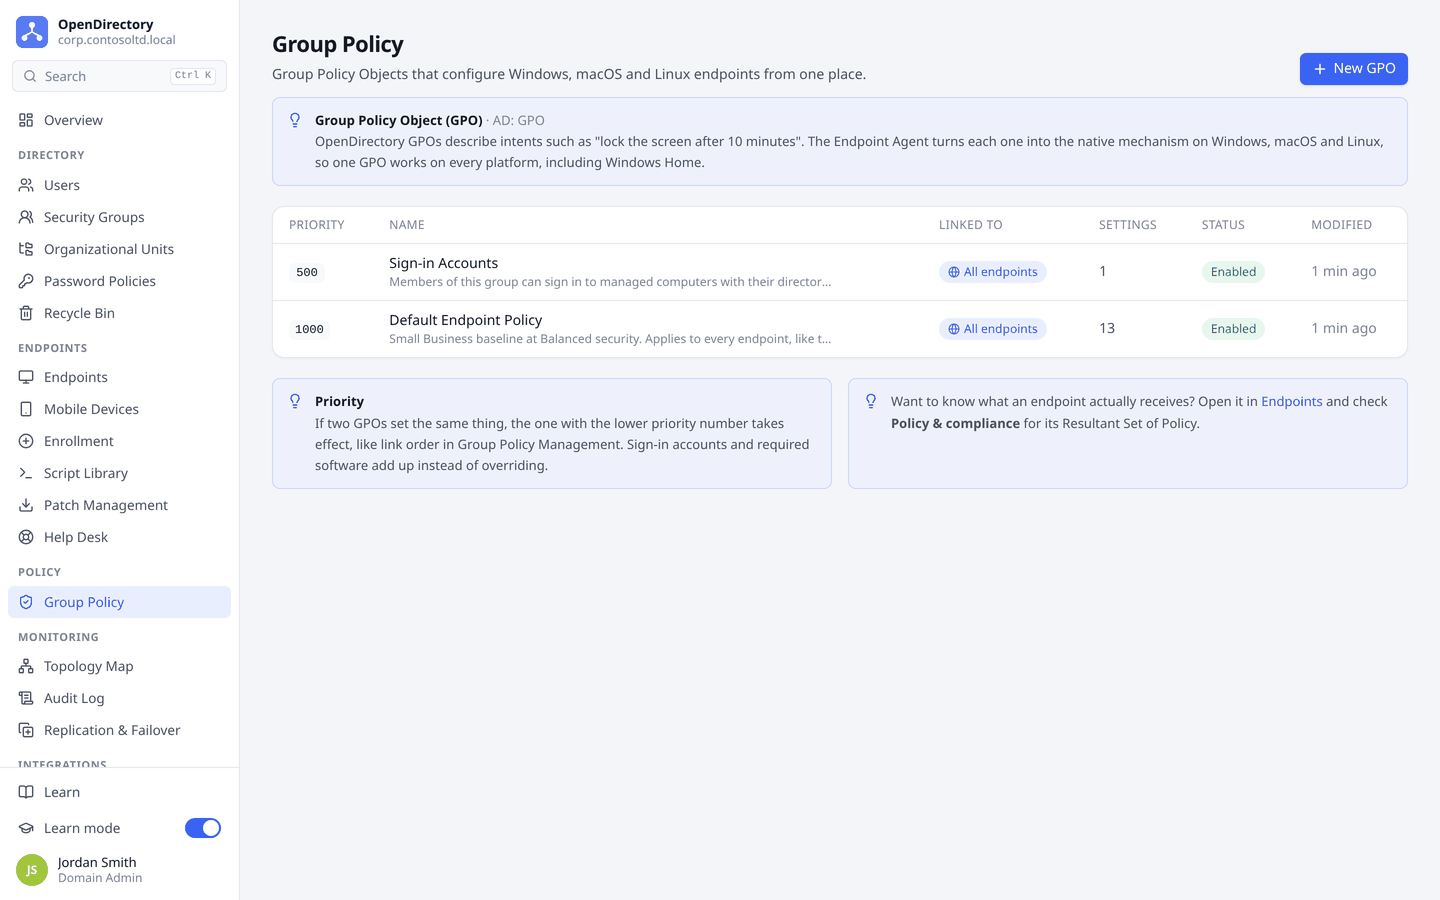 OpenDirectory
corp.contosoltd.local
Search
Ctrl K
Overview
DIRECTORY
Users
Security Groups
Organizational Units
Password Policies
Recycle Bin
ENDPOINTS
Endpoints
Mobile Devices
Enrollment
Script Library
Patch Management
Help Desk
POLICY
Group Policy
MONITORING
Topology Map
Audit Log
Replication & Failover
INTEGRATIONS
Learn
Learn mode
JS
Jordan Smith
Domain Admin
Group Policy
Group Policy Objects that configure Windows, macOS and Linux endpoints from one place.
New GPO
Group Policy Object (GPO) · AD: GPO
OpenDirectory GPOs describe intents such as "lock the screen after 10 minutes". The Endpoint Agent turns each one into the native mechanism on Windows, macOS and Linux,
so one GPO works on every platform, including Windows Home.
PRIORITY NAME LINKED TO SETTINGS STATUS MODIFIED
500 Sign-in Accounts All endpoints 1 Enabled 1 min ago
Members of this group can sign in to managed computers with their director...
1000 Default Endpoint Policy All endpoints 13 Enabled 1 min ago
Small Business baseline at Balanced security. Applies to every endpoint, like t...
Priority
If two GPOs set the same thing, the one with the lower priority number takes
effect, like link order in Group Policy Management. Sign-in accounts and required
software add up instead of overriding.
Want to know what an endpoint actually receives? Open it in Endpoints and check
Policy & compliance for its Resultant Set of Policy.